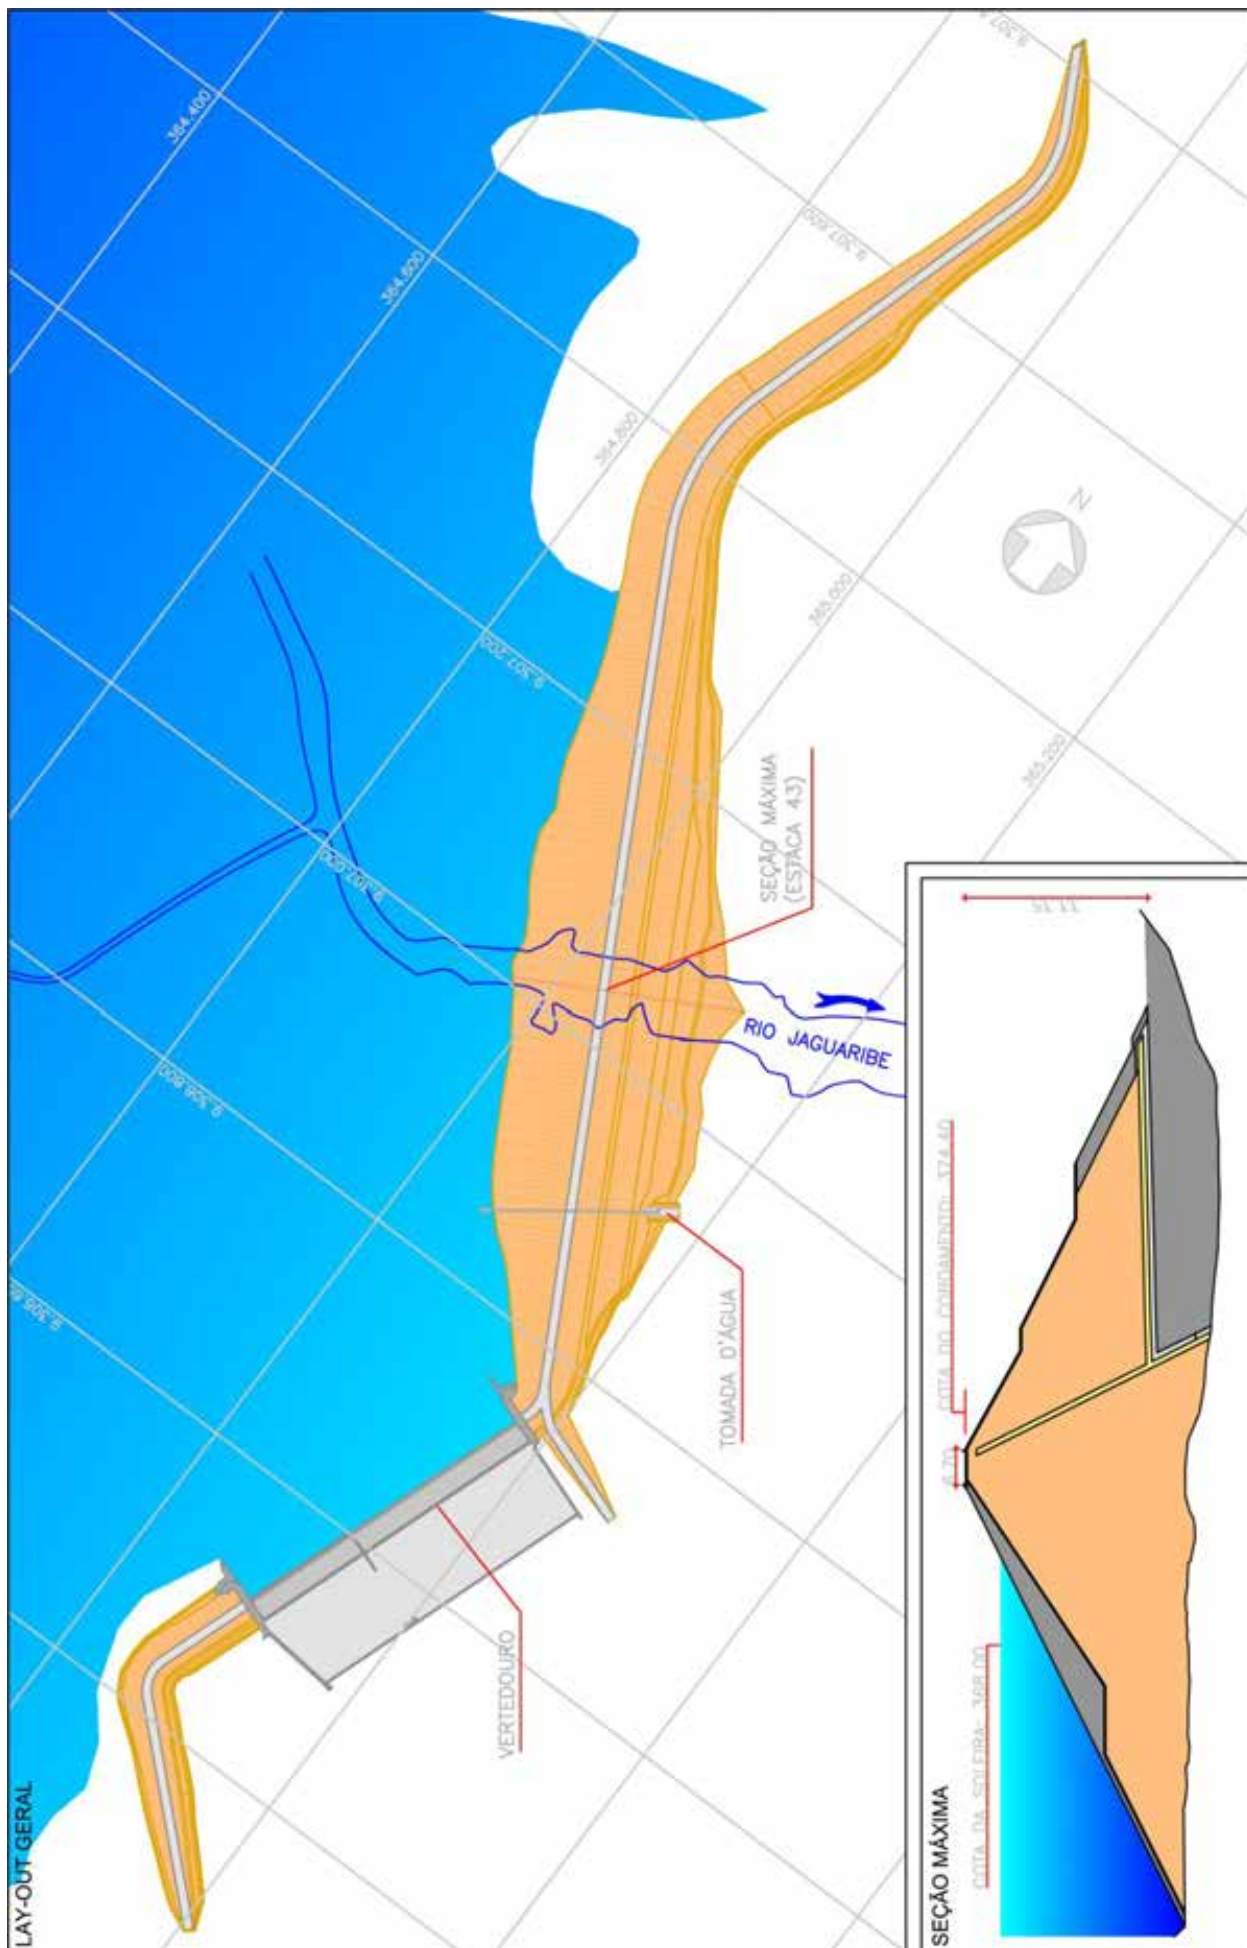 LAY-OUT GERAL
364.400
364.600
364.800
365.000
365.200
9.307.600
9.307.200
9.307.000
9.306.800
N
SEÇÃO MÁXIMA
(ESTACA 43)
RIO JAGUARIBE
TOMADA D'ÁGUA
VERTEDOURO
SEÇÃO MÁXIMA
COTA DA SOLEIRA: 368.00
COTA DO COROAMENTO: 374.40
6.70